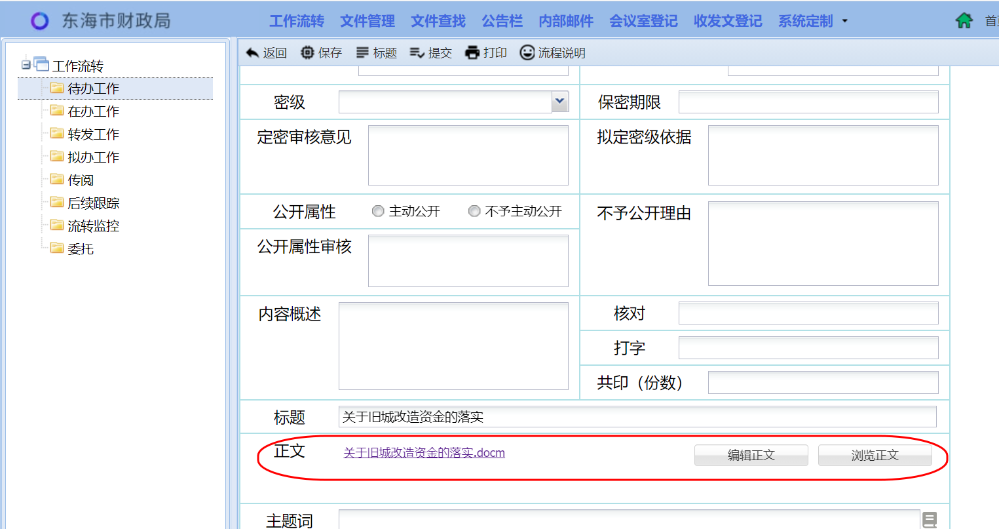 东海市财政局
工作流转 文件管理 文件查找 公告栏 内部邮件 会议室登记 收发文登记 系统定制
返回 保存 标题 提交 打印 流程说明
工作流转
待办工作
在办工作
转发工作
拟办工作
传阅
后续跟踪
流转监控
委托
密级 保密期限
定密审核意见 拟定密级依据
公开属性 主动公开 不予主动公开 不予公开理由
公开属性审核
内容概述 核对
打字
共印（份数）
标题 关于旧城改造资金的落实
正文 关于旧城改造资金的落实.docm 编辑正文 浏览正文
主题词